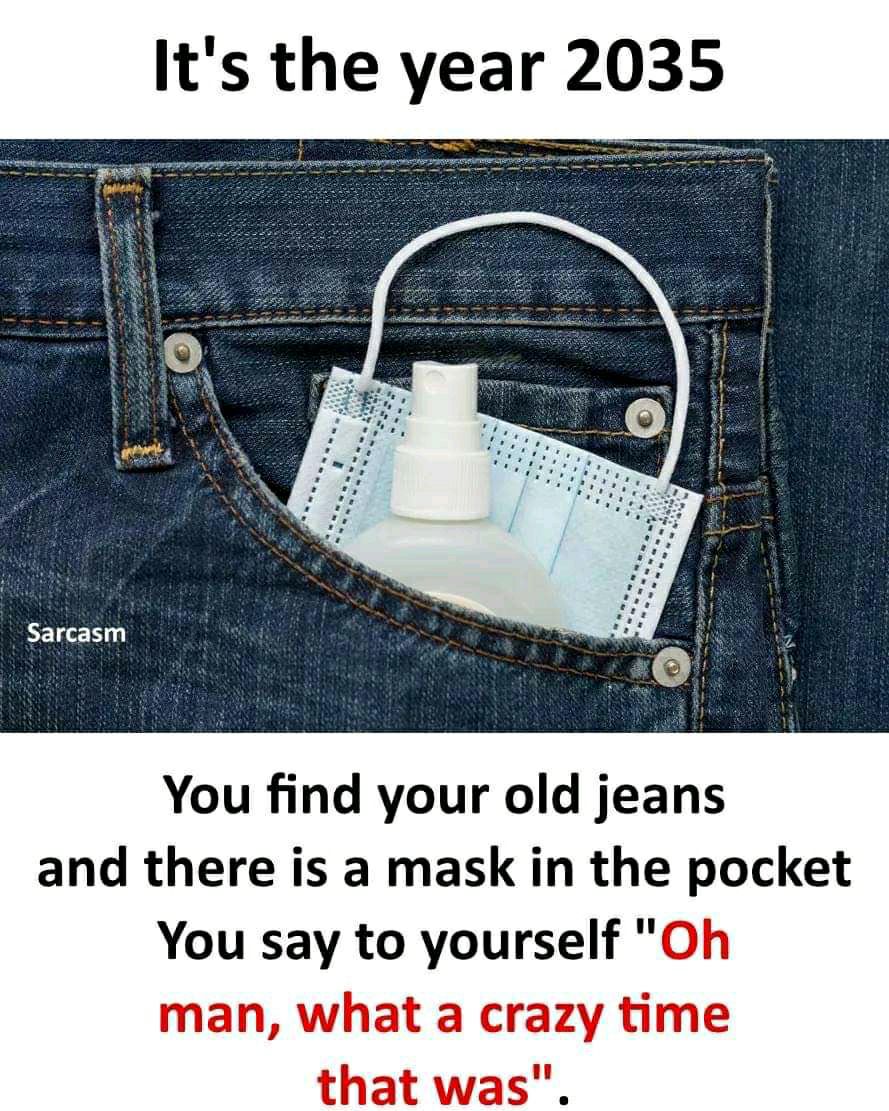 It's the year 2035
Sarcasm
You find your old jeans
and there is a mask in the pocket
You say to yourself "Oh
man, what a crazy time
that was".